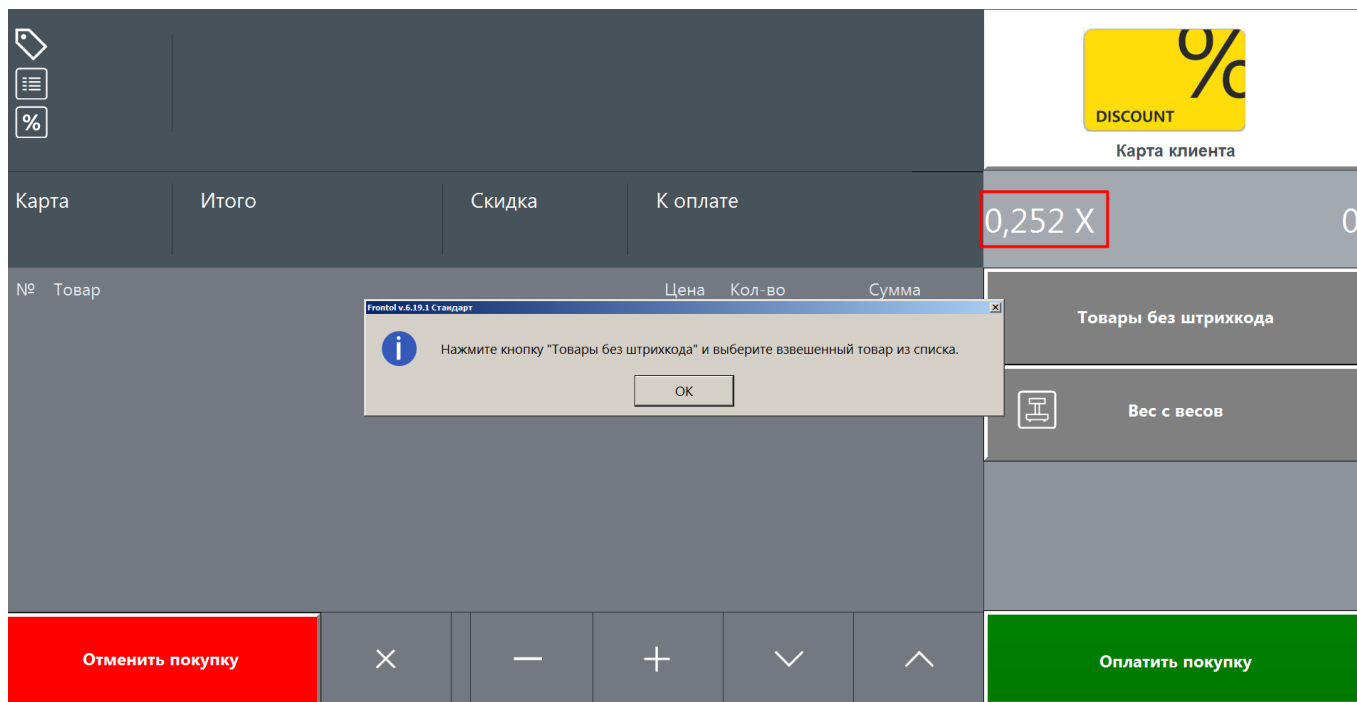 %
DISCOUNT
Карта клиента
Карта Итого Скидка К оплате
0,252 X 0
№ Товар Цена Кол-во Сумма
Frontol v.6.19.1 Стандарт
Нажмите кнопку "Товары без штрихкода" и выберите взвешенный товар из списка.
OK
Товары без штрихкода
Вес с весов
Отменить покупку
Оплатить покупку